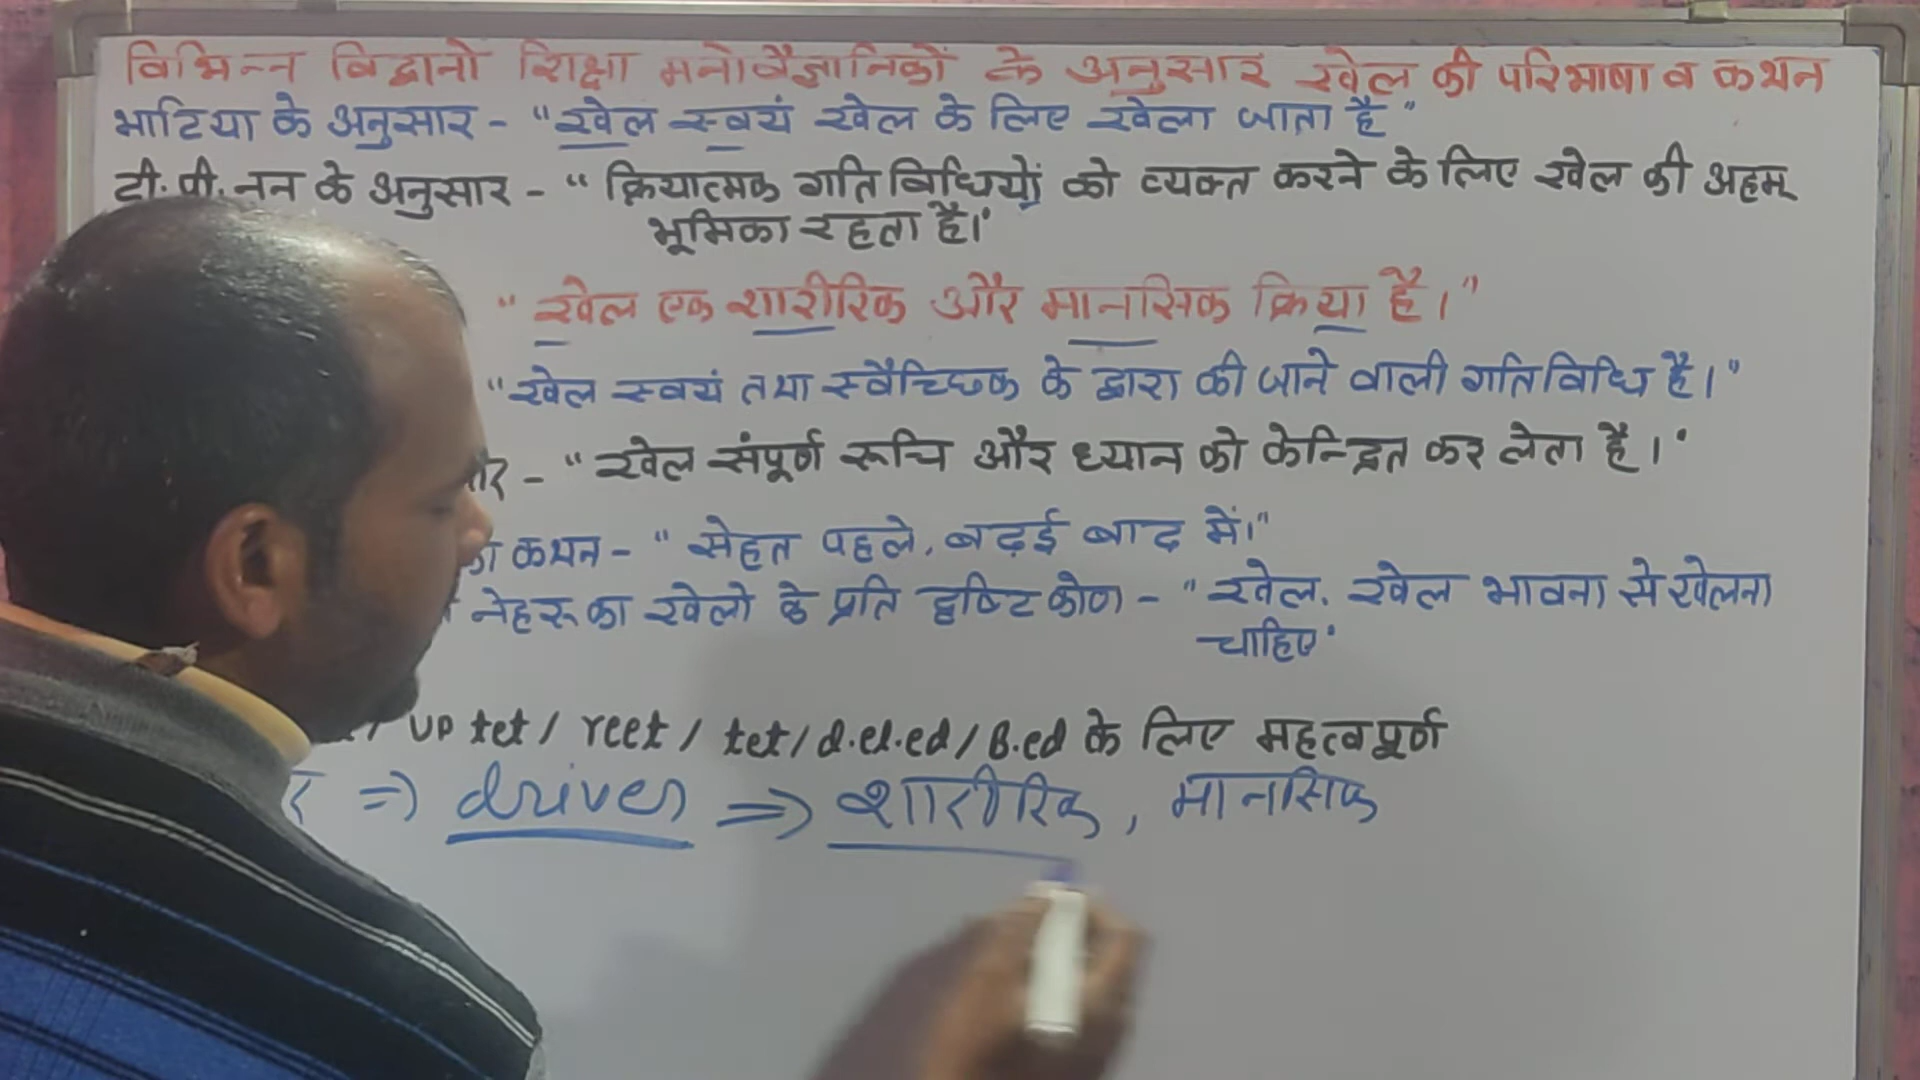 विभिन्न विद्वानो शिक्षा मनोवैज्ञानिकों के अनुसार खेल की परिभाषा व कथन
भाटिया के अनुसार - "खेल स्वयं खेल के लिए खेला जाता है"
टी. पी. नन के अनुसार - "क्रियात्मक गतिविधियों को व्यक्त करने के लिए खेल की अहम
भूमिका रहता है।"
"खेल एक शारीरिक और मानसिक क्रिया है।"
"खेल स्वयं तथा स्वैच्छिक के द्वारा की जाने वाली गतिविधि है।"
- "खेल संपूर्ण रूचि और ध्यान को केन्द्रित कर लेता है।"
कथन - "सेहत पहले, बढ़ई बाद में।"
नेहरू का खेलो के प्रति दृष्टिकोण - "खेल, खेल भावना से खेलना
चाहिए"
/ UP tet / reet / tet / d.el.ed / B.ed के लिए महत्वपूर्ण
=> driver => शारीरिक, मानसिक